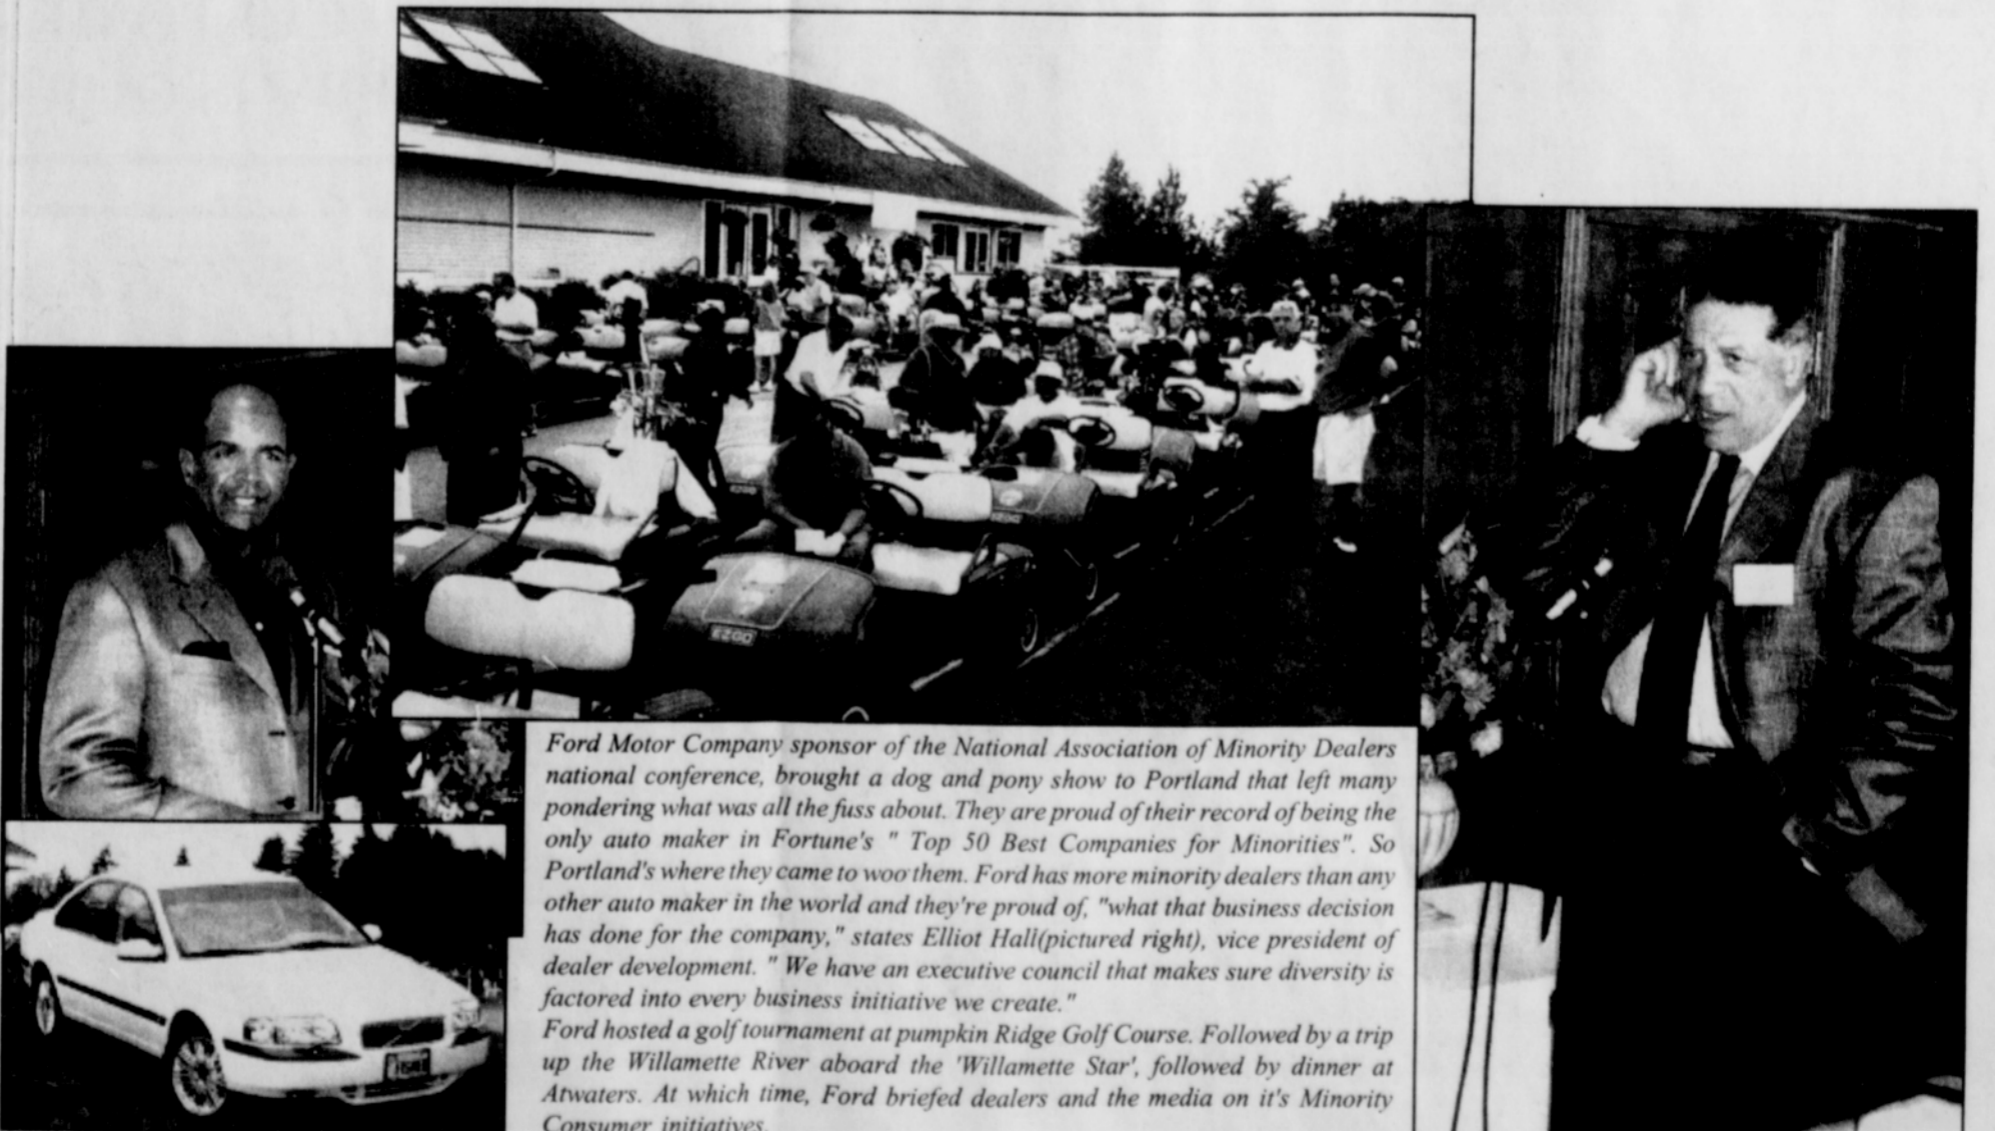 EZGO
Ford Motor Company sponsor of the National Association of Minority Dealers
national conference, brought a dog and pony show to Portland that left many
pondering what was all the fuss about. They are proud of their record of being the
only auto maker in Fortune's " Top 50 Best Companies for Minorities". So
Portland's where they came to woo them. Ford has more minority dealers than any
other auto maker in the world and they're proud of, "what that business decision
has done for the company," states Elliot Hall(pictured right), vice president of
dealer development. " We have an executive council that makes sure diversity is
factored into every business initiative we create."
Ford hosted a golf tournament at pumpkin Ridge Golf Course. Followed by a trip
up the Willamette River aboard the 'Willamette Star', followed by dinner at
Atwaters. At which time, Ford briefed dealers and the media on it's Minority
Consumer initiatives.